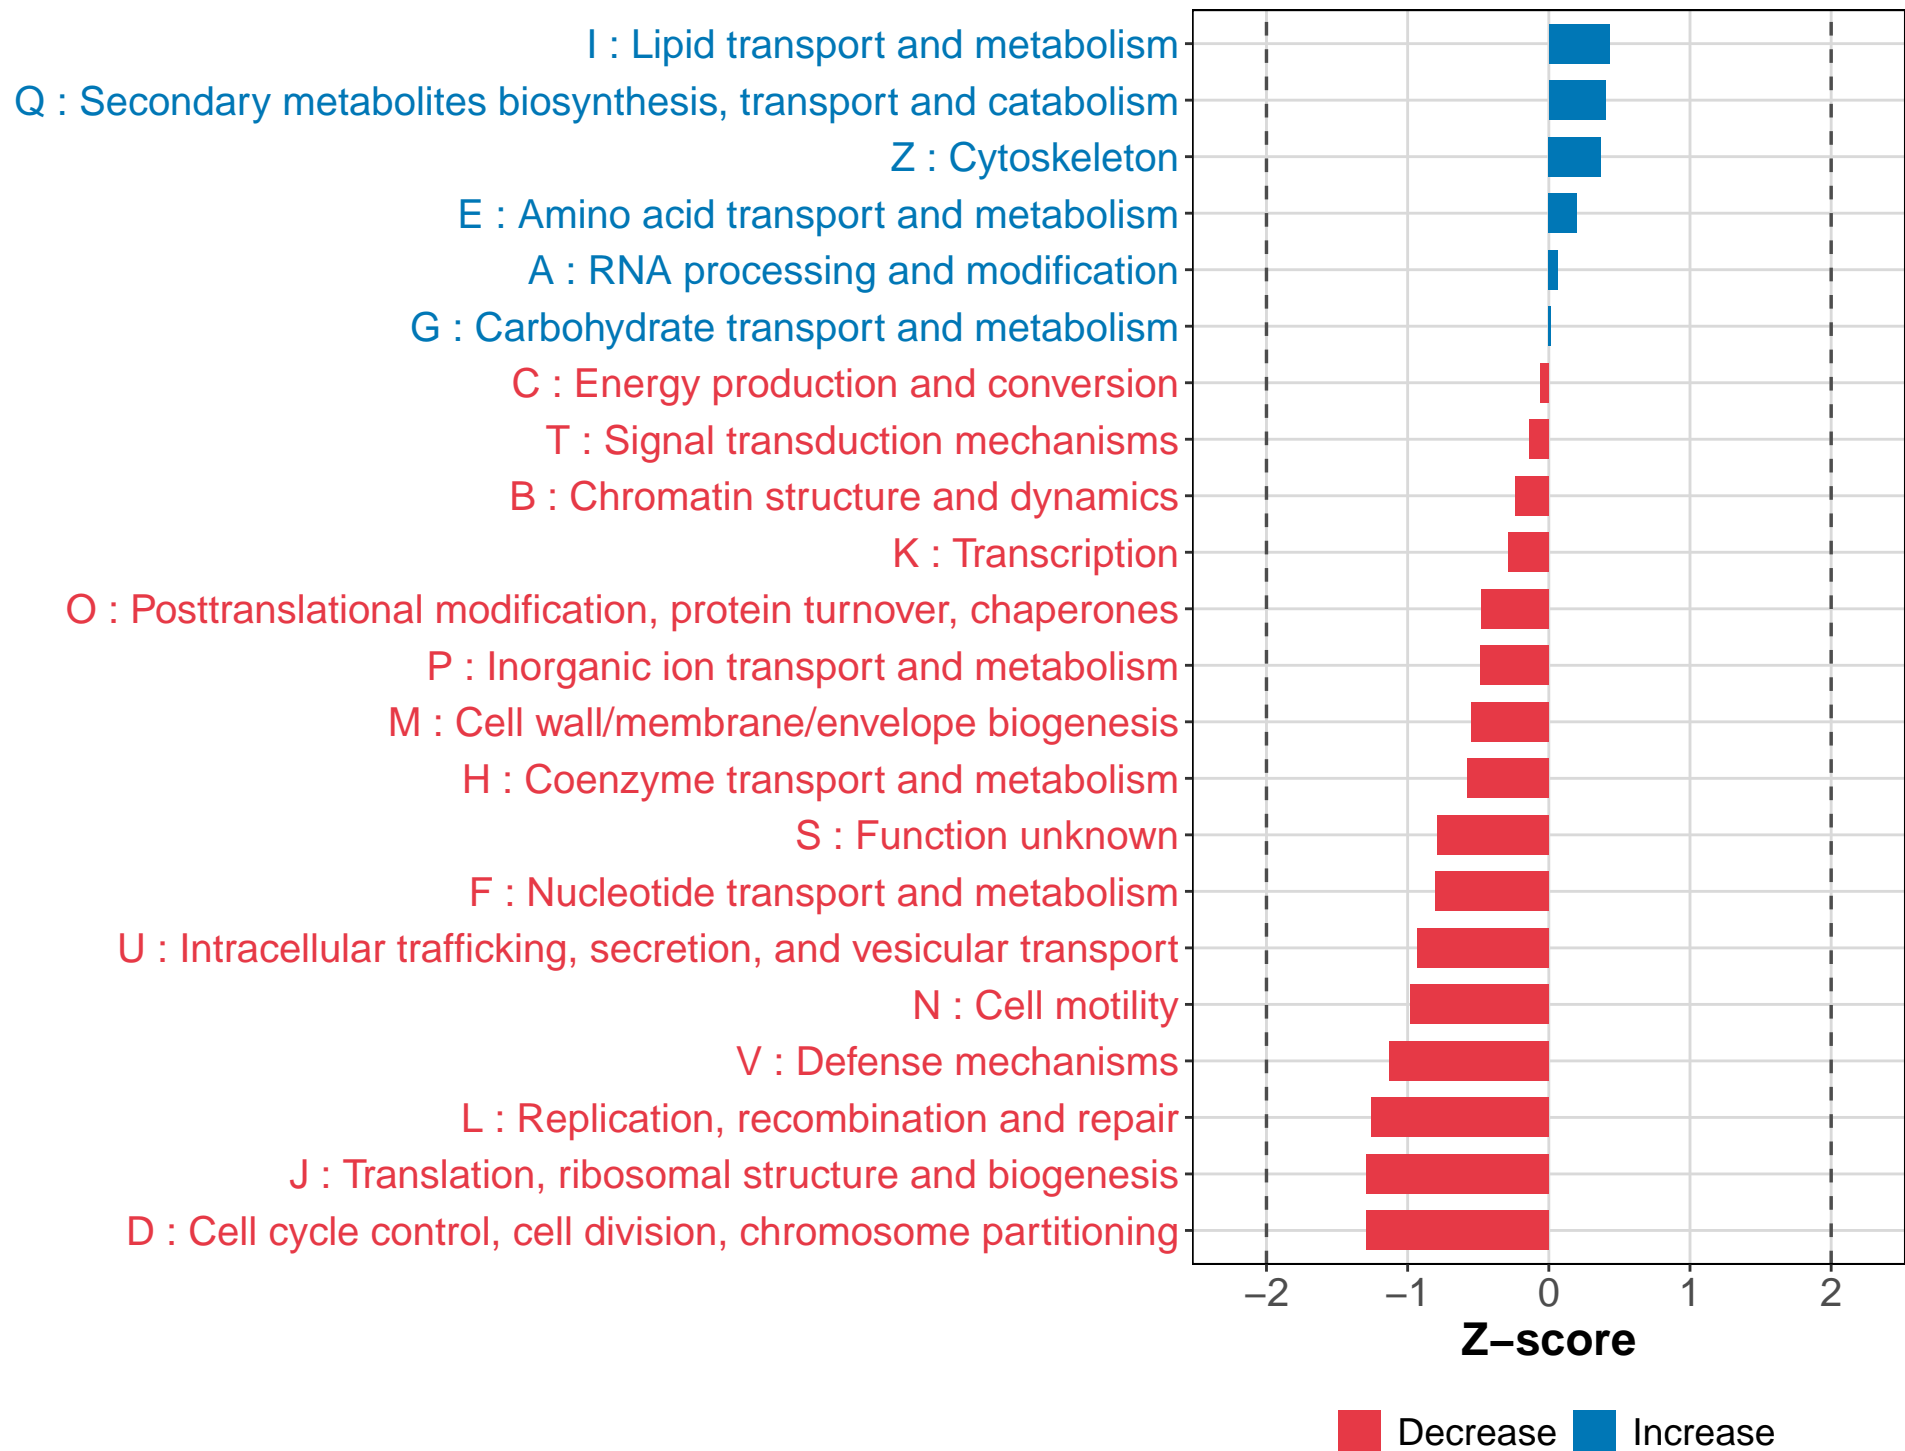 I : Lipid transport and metabolism
Q : Secondary metabolites biosynthesis, transport and catabolism
Z : Cytoskeleton
E : Amino acid transport and metabolism
A : RNA processing and modification
G : Carbohydrate transport and metabolism
C : Energy production and conversion
T : Signal transduction mechanisms
B : Chromatin structure and dynamics
K : Transcription
O : Posttranslational modification, protein turnover, chaperones
P : Inorganic ion transport and metabolism
M : Cell wall/membrane/envelope biogenesis
H : Coenzyme transport and metabolism
S : Function unknown
F : Nucleotide transport and metabolism
U : Intracellular trafficking, secretion, and vesicular transport
N : Cell motility
V : Defense mechanisms
L : Replication, recombination and repair
J : Translation, ribosomal structure and biogenesis
D : Cell cycle control, cell division, chromosome partitioning
−2 −1 0 1 2
Z−score
Decrease Increase